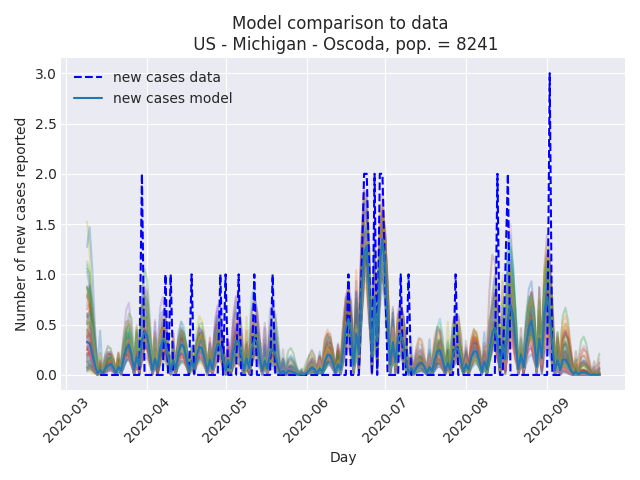 Model comparison to data
US - Michigan - Oscoda, pop. = 8241
new cases data
new cases model
Number of new cases reported
3.0
2.5
2.0
1.5
1.0
0.5
0.0
2020-03
2020-04
2020-05
2020-06
2020-07
2020-08
2020-09
Day